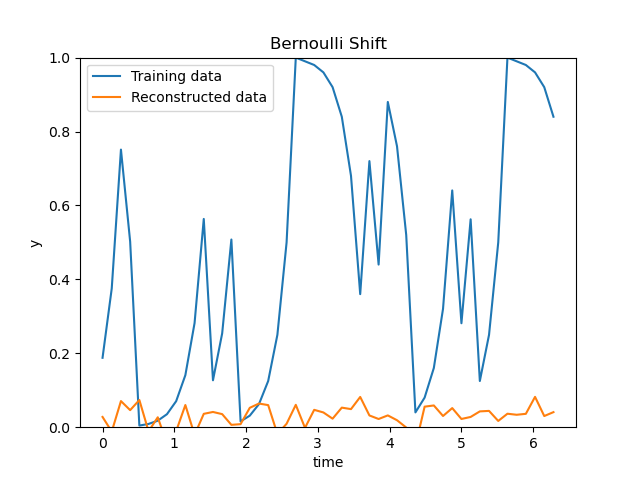 Bernoulli Shift
Training data
Reconstructed data
1.0
0.8
0.6
0.4
0.2
0.0
y
0 1 2 3 4 5 6
time